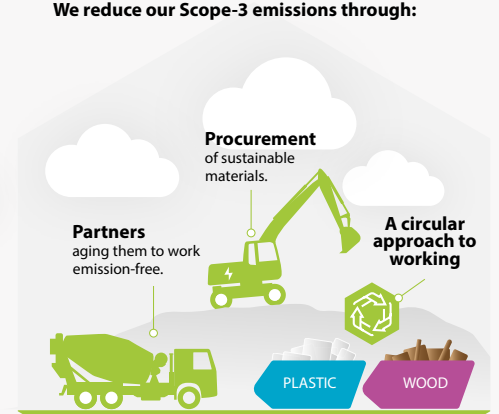 We reduce our Scope-3 emissions through:
Procurement
of sustainable
materials.
Partners
aging them to work
emission-free.
A circular
approach to
working
PLASTIC
WOOD